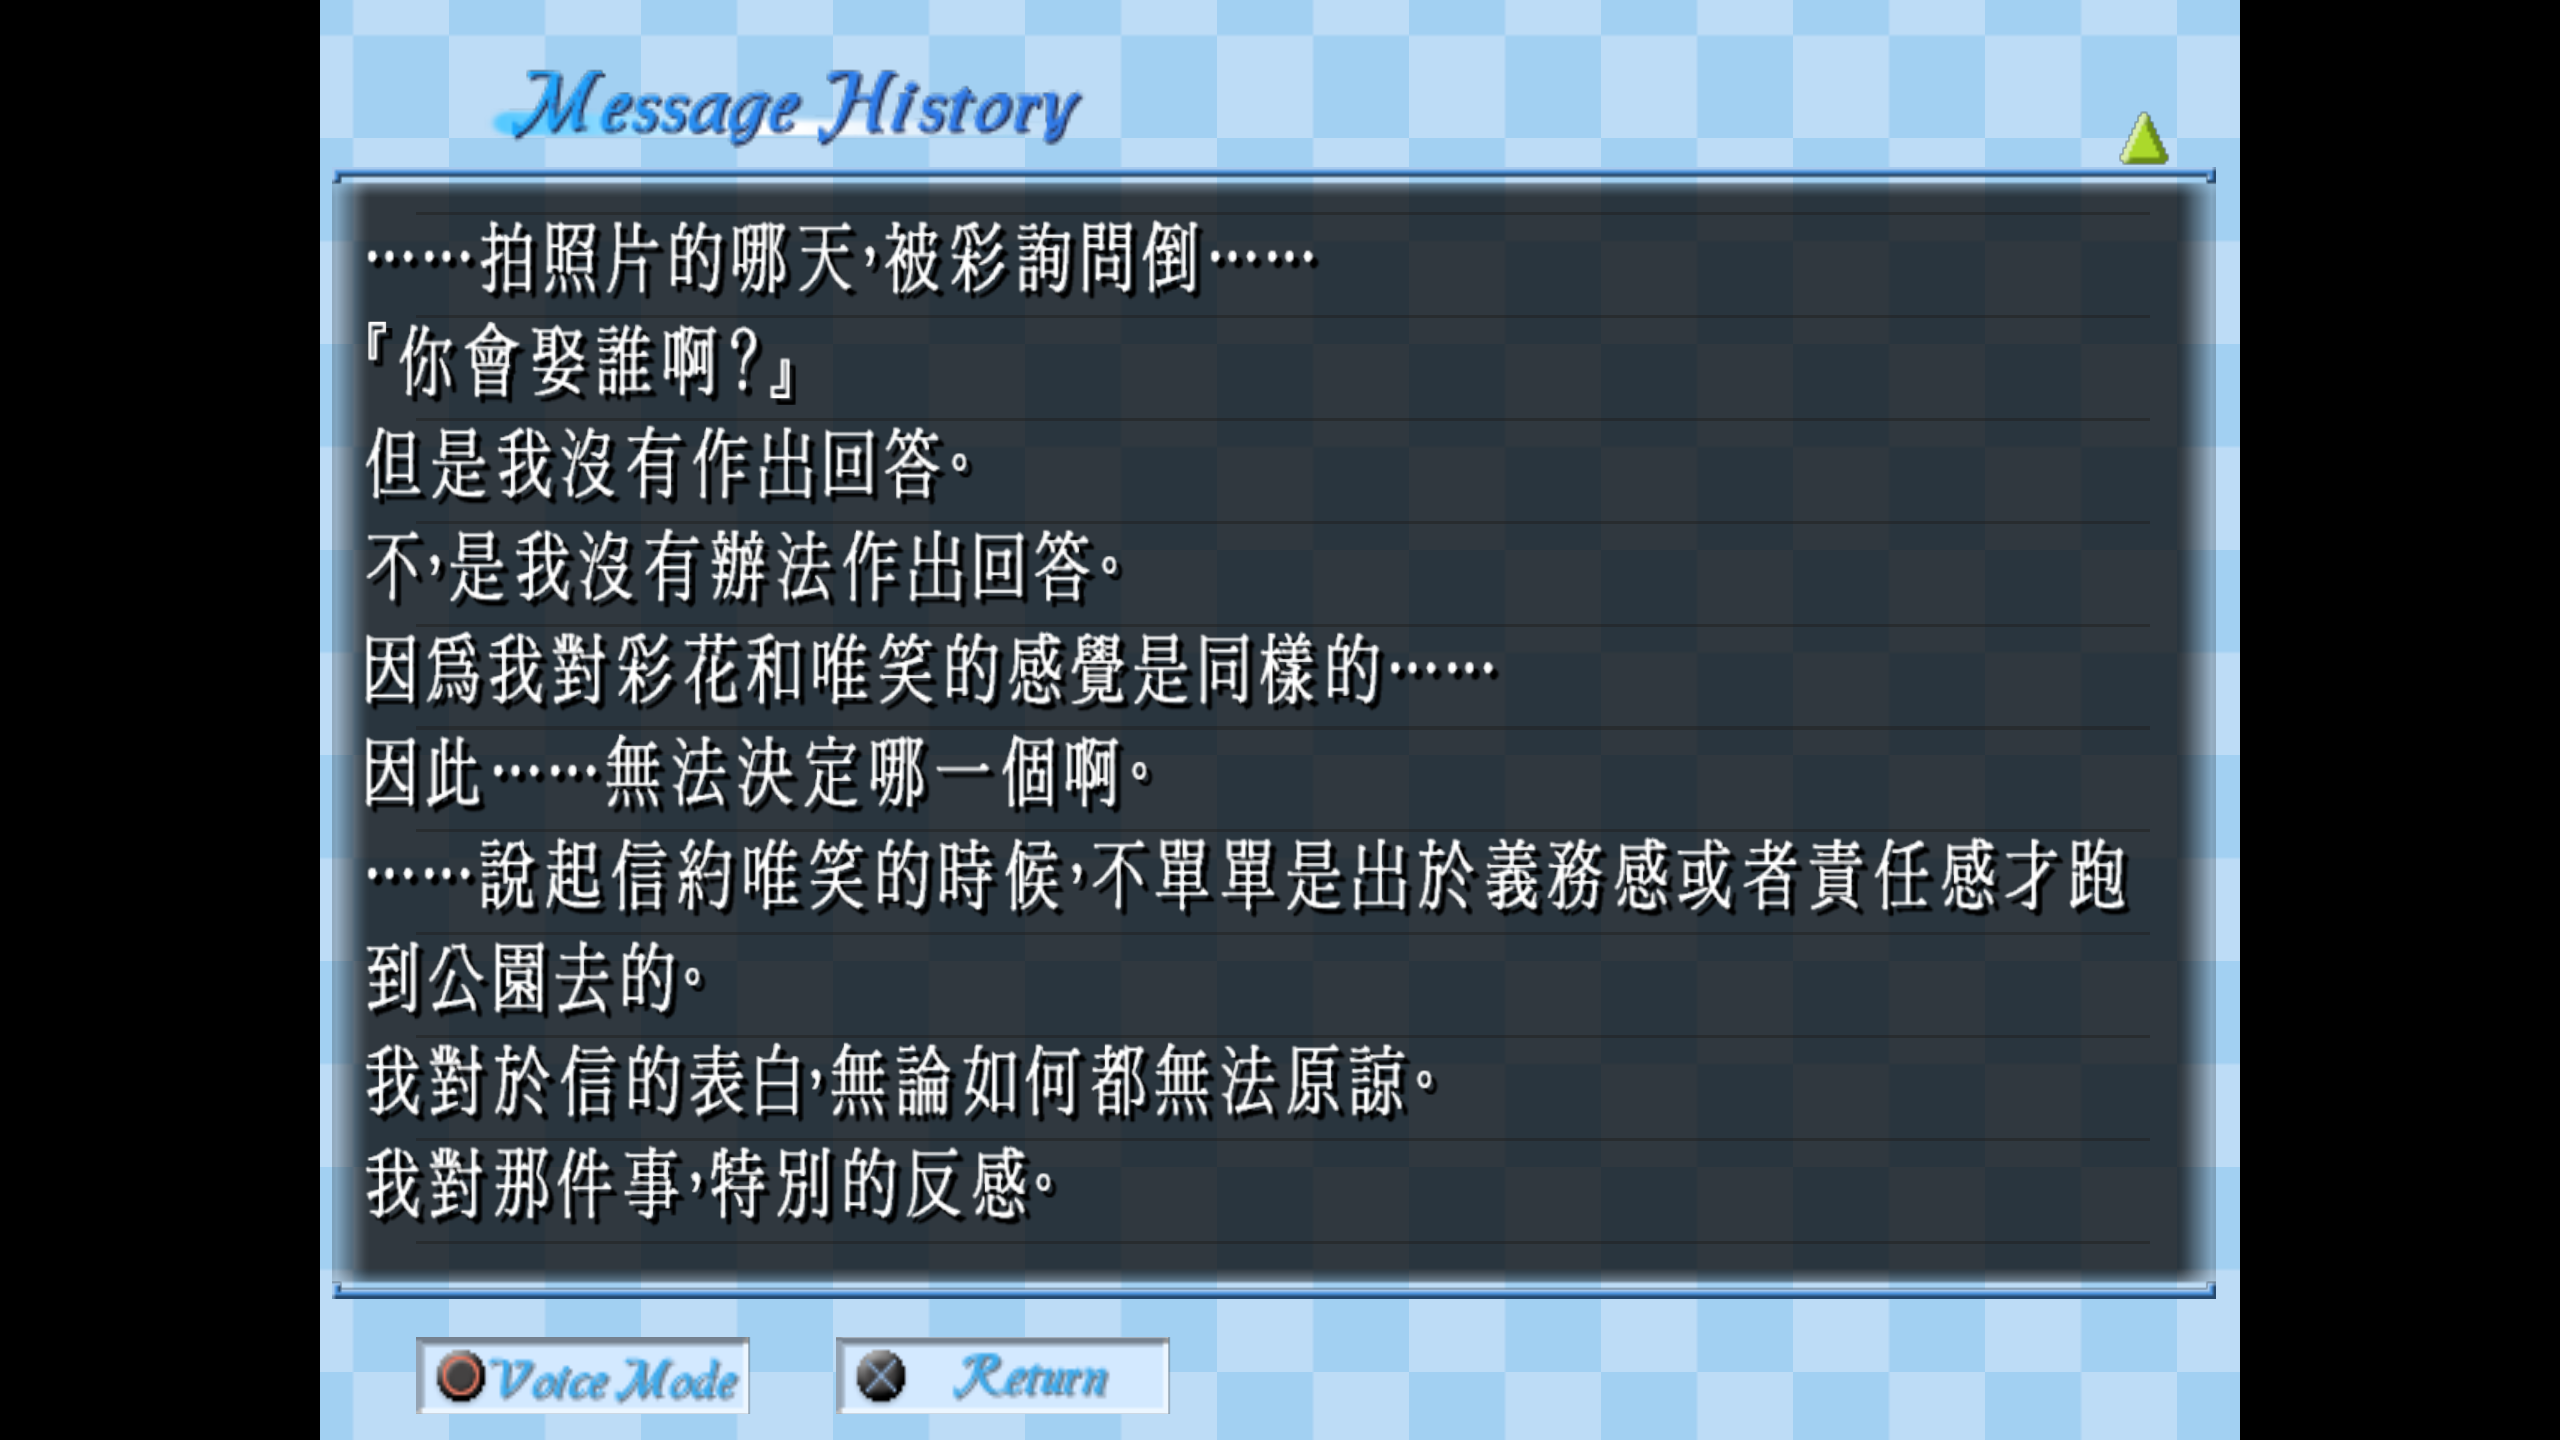 Message History
……拍照片的哪天,被彩詢問倒……
『你會娶誰啊?』
但是我沒有作出回答。
不,是我沒有辦法作出回答。
因爲我對彩花和唯笑的感覺是同樣的……
因此……無法決定哪一個啊。
……說起信約唯笑的時候,不單單是出於義務感或者責任感才跑
到公園去的。
我對於信的表白,無論如何都無法原諒。
我對那件事,特別的反感。
Voice Mode
Return